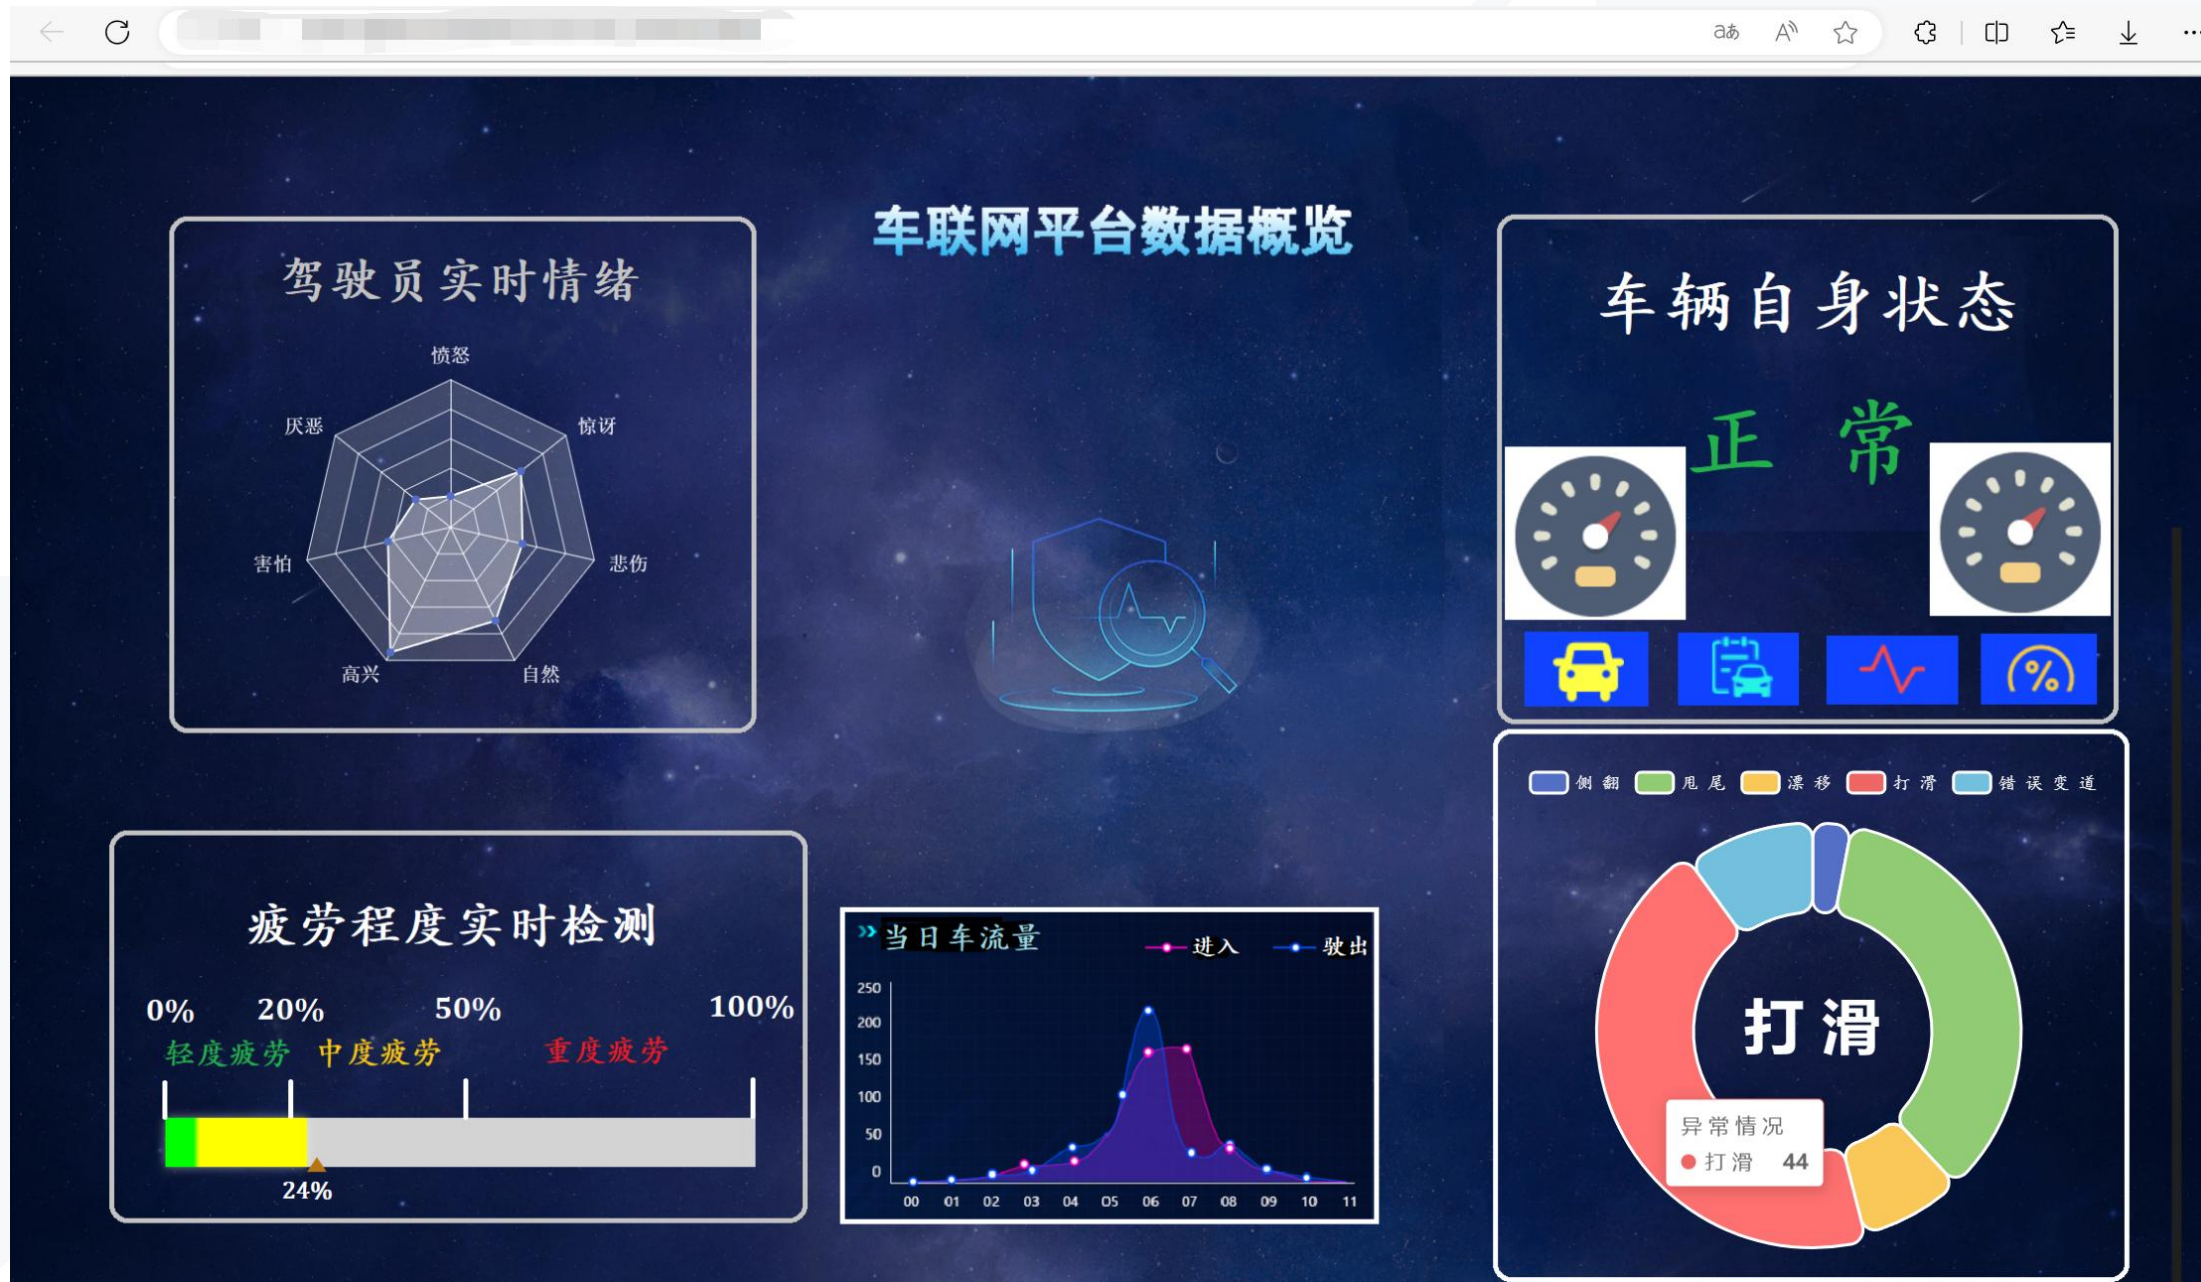 aあ A
车联网平台数据概览
驾驶员实时情绪
愤怒
厌恶 惊讶
害怕 悲伤
高兴 自然
车辆自身状态
正常
%
侧翻 甩尾 漂移 打滑 错误变道
打滑
异常情况
打滑 44
疲劳程度实时检测
0% 20% 50% 100%
轻度疲劳 中度疲劳 重度疲劳
24%
当日车流量 进入 驶出
250
200
150
100
50
0
00 01 02 03 04 05 06 07 08 09 10 11